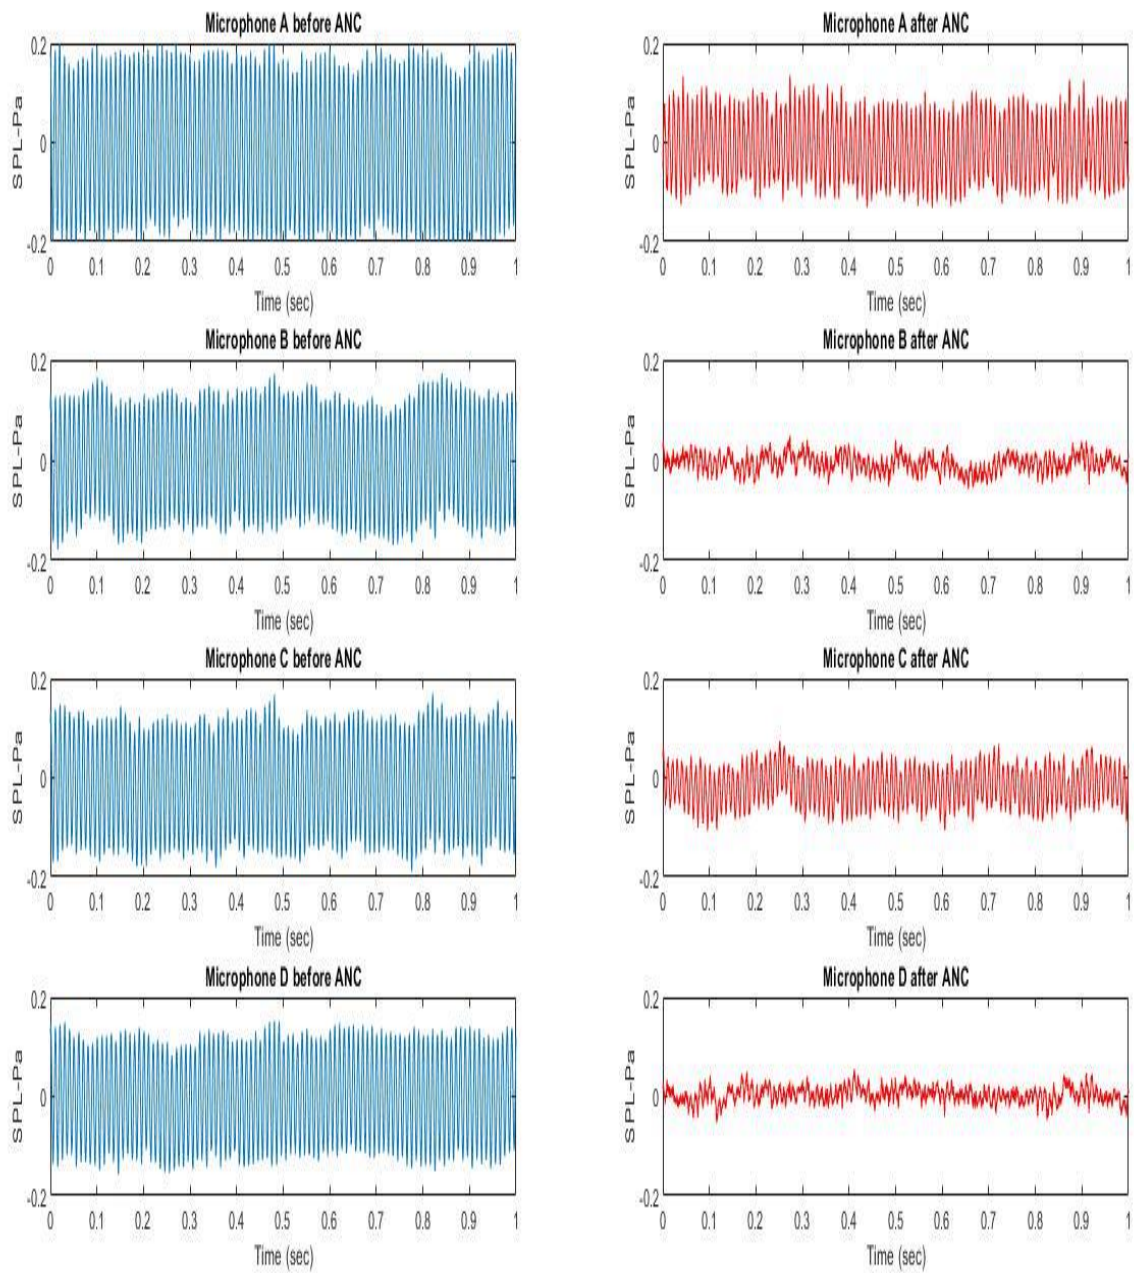 Microphone A before ANC
0.2
0
-0.2
SPL-Pa
0 0.1 0.2 0.3 0.4 0.5 0.6 0.7 0.8 0.9 1
Time (sec)
Microphone A after ANC
0.2
0
-0.2
SPL-Pa
0 0.1 0.2 0.3 0.4 0.5 0.6 0.7 0.8 0.9 1
Time (sec)
Microphone B before ANC
0.2
0
-0.2
SPL-Pa
0 0.1 0.2 0.3 0.4 0.5 0.6 0.7 0.8 0.9 1
Time (sec)
Microphone B after ANC
0.2
0
-0.2
SPL-Pa
0 0.1 0.2 0.3 0.4 0.5 0.6 0.7 0.8 0.9 1
Time (sec)
Microphone C before ANC
0.2
0
-0.2
SPL-Pa
0 0.1 0.2 0.3 0.4 0.5 0.6 0.7 0.8 0.9 1
Time (sec)
Microphone C after ANC
0.2
0
-0.2
SPL-Pa
0 0.1 0.2 0.3 0.4 0.5 0.6 0.7 0.8 0.9 1
Time (sec)
Microphone D before ANC
0.2
0
-0.2
SPL-Pa
0 0.1 0.2 0.3 0.4 0.5 0.6 0.7 0.8 0.9 1
Time (sec)
Microphone D after ANC
0.2
0
-0.2
SPL-Pa
0 0.1 0.2 0.3 0.4 0.5 0.6 0.7 0.8 0.9 1
Time (sec)